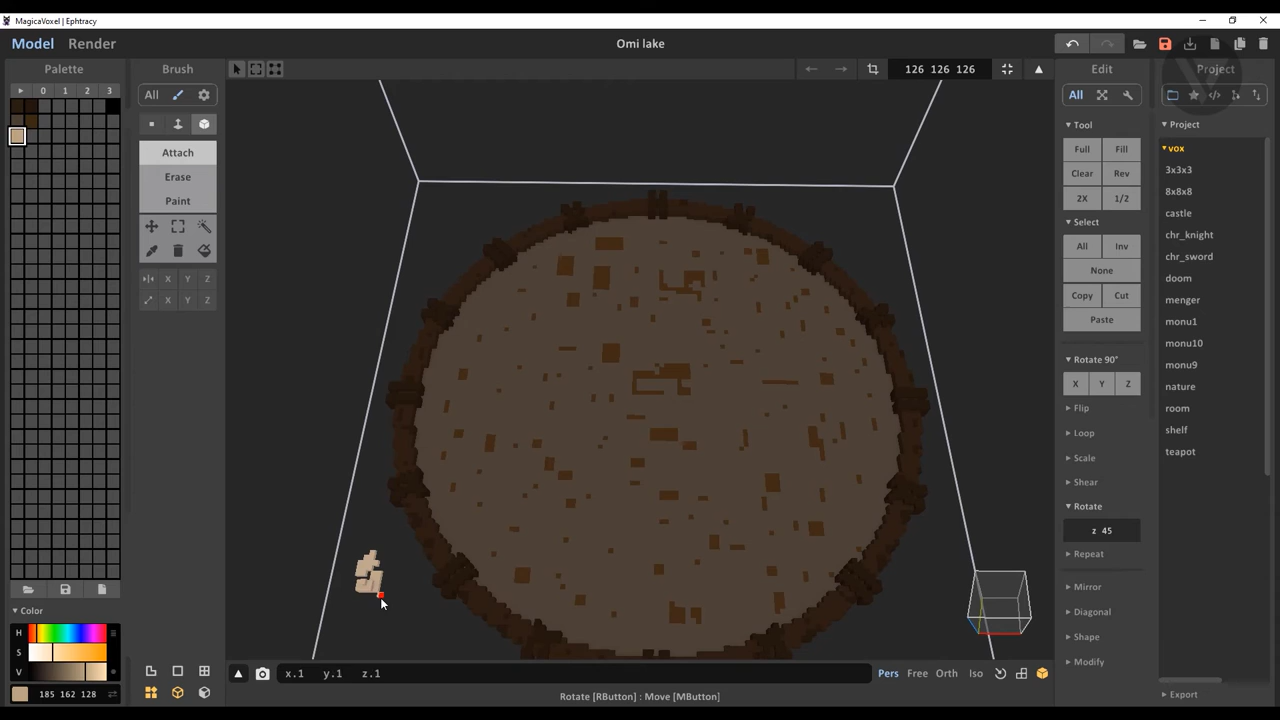 MagicaVoxel | Ephtracy
Model Render
Omi lake
Palette
0 1 2 3
Color
H
S
V
185 162 128
Brush
All
Attach
Erase
Paint
X Y Z
X Y Z
126 126 126
x.1 y.1 z.1
Pers Free Orth Iso
Rotate [RButton] : Move [MButton]
Edit
All
Tool
Full Fill
Clear Rev
2X 1/2
Select
All Inv
None
Copy Cut
Paste
Rotate 90°
X Y Z
Flip
Loop
Scale
Shear
Rotate
z 45
Repeat
Mirror
Diagonal
Shape
Modify
Project
Project
vox
3x3x3
8x8x8
castle
chr_knight
chr_sword
doom
menger
monu1
monu10
monu9
nature
room
shelf
teapot
Export